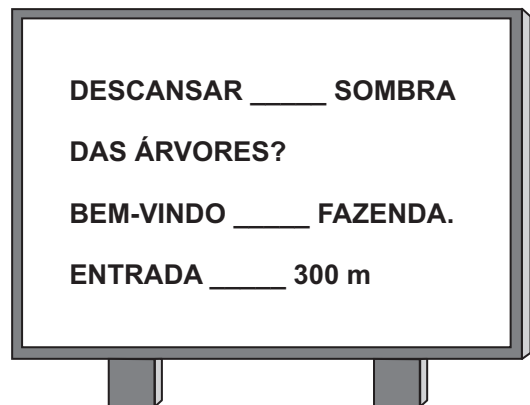 DESCANSAR _____ SOMBRA
DAS ÁRVORES?
BEM-VINDO _____ FAZENDA.
ENTRADA _____ 300 m